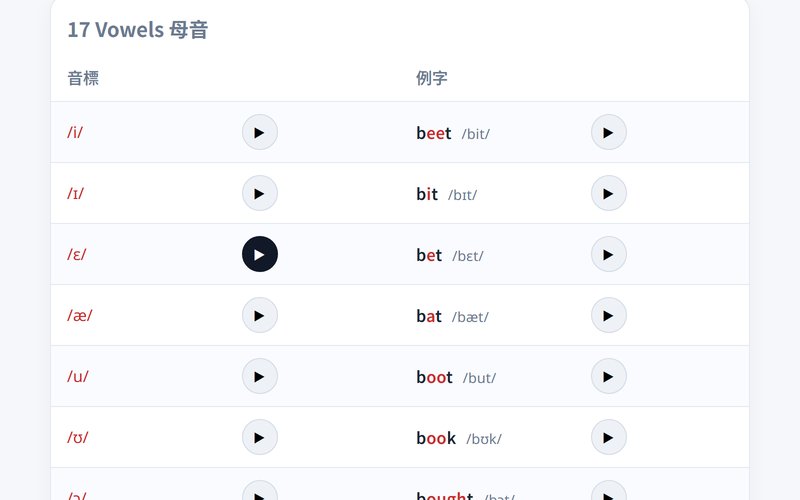 17 Vowels 母音
音標 例字
/i/ beet /bit/
/ɪ/ bit /bɪt/
/ɛ/ bet /bɛt/
/æ/ bat /bæt/
/u/ boot /but/
/ʊ/ book /bʊk/
bought